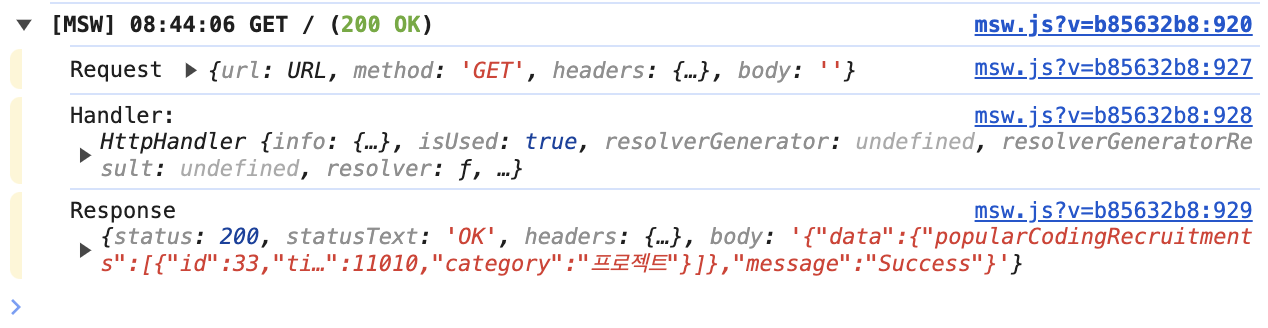 ▼ [MSW] 08:44:06 GET / (200 OK) msw.js?v=b85632b8:920
Request ▶ {url: URL, method: 'GET', headers: {…}, body: ''} msw.js?v=b85632b8:927
Handler: msw.js?v=b85632b8:928
▶ HttpHandler {info: {…}, isUsed: true, resolverGenerator: undefined, resolverGeneratorRe
sult: undefined, resolver: ƒ, …}
Response msw.js?v=b85632b8:929
▶ {status: 200, statusText: 'OK', headers: {…}, body: '{"data":{"popularCodingRecruitment
s":[{"id":33,"ti…":11010,"category":"프로젝트"}]},"message":"Success"}'}